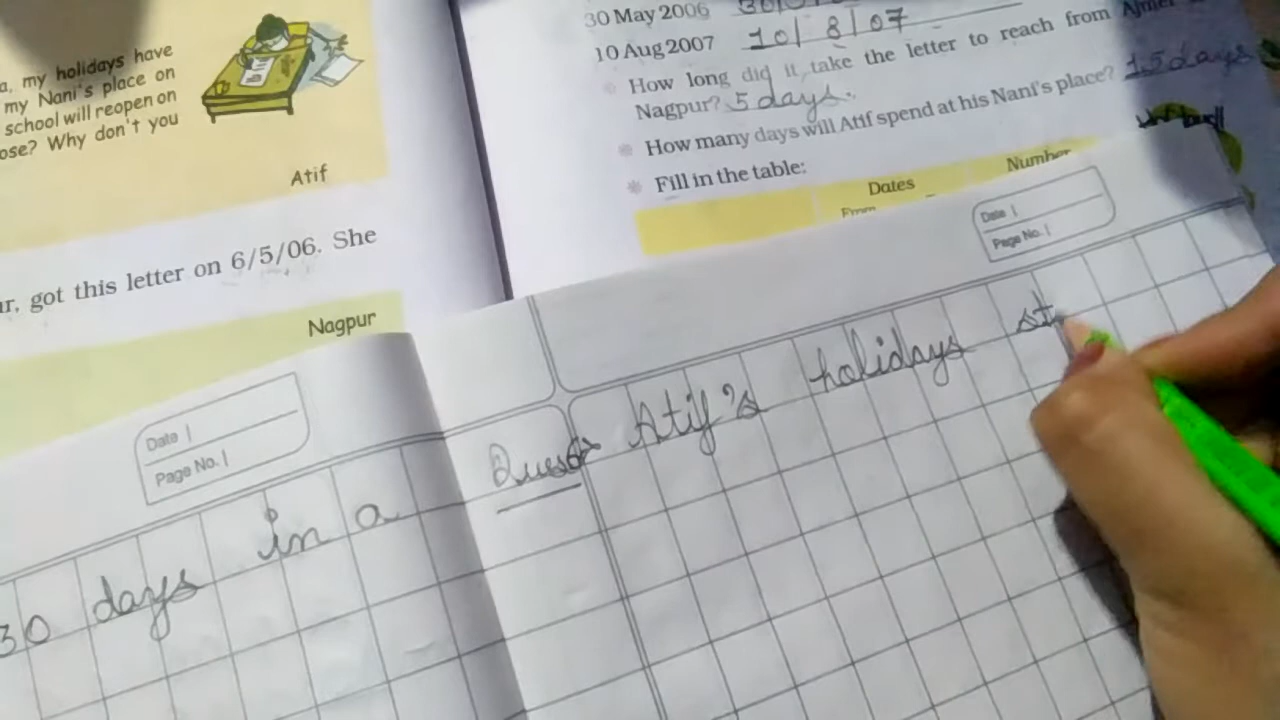 a, my holidays have
my Nani's place on
school will reopen on
ose? Why don't you
Atif
ur, got this letter on 6/5/06. She
Nagpur
30 May 2006
10 Aug 2007 10/8/07
How long did it take the letter to reach from Ajmer
Nagpur? 5 days.
How many days will Atif spend at his Nani's place? 15 days
Fill in the table:
Dates
Number
From
Date |
Page No. |
30 days in a
Date |
Page No. |
Ques Atif's holidays st